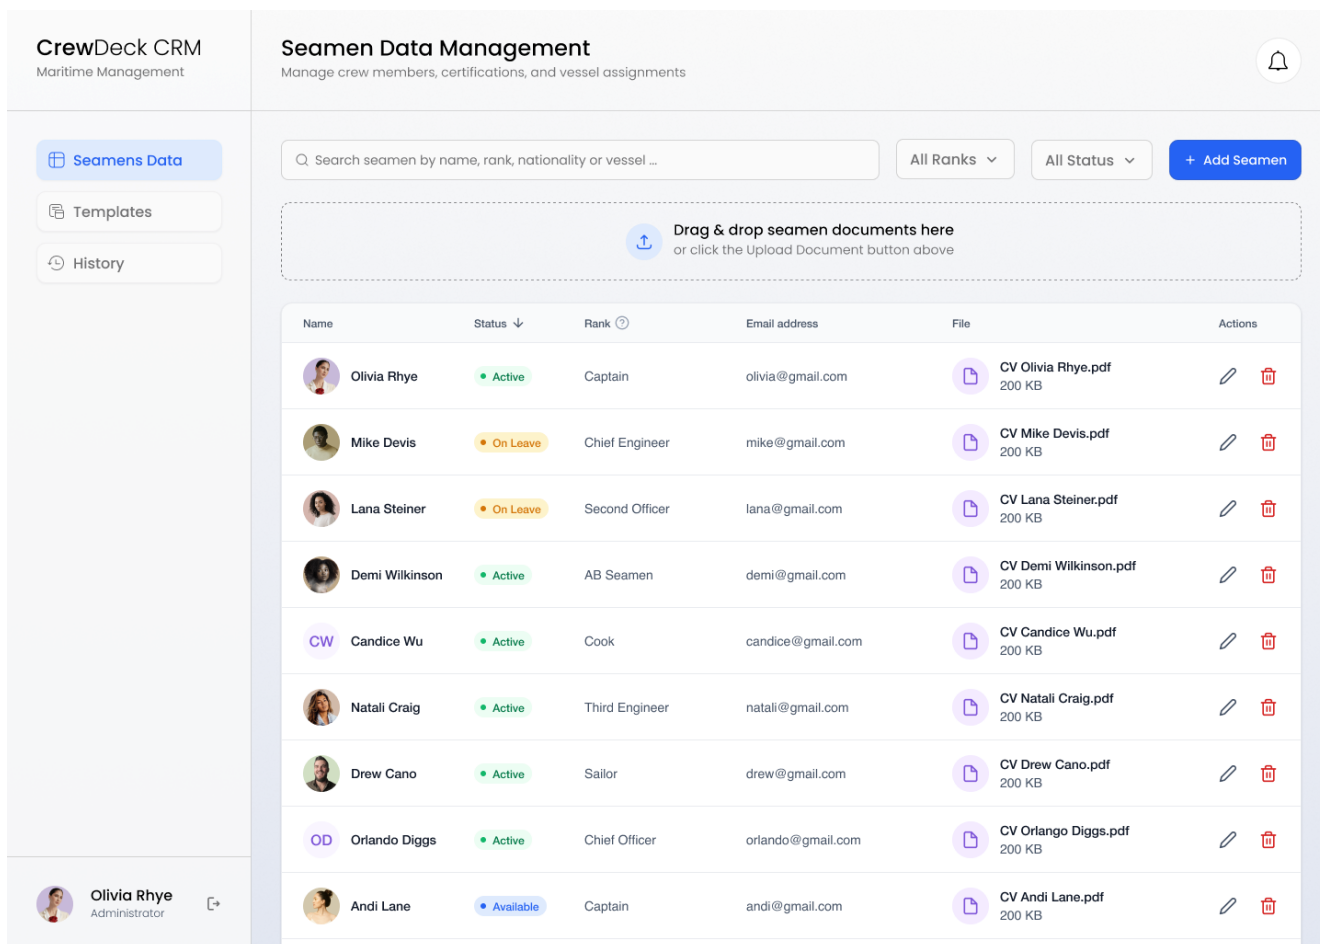 CrewDeck CRM
Maritime Management
Seamen Data Management
Manage crew members, certifications, and vessel assignments
Seamens Data
Templates
History
Search seamen by name, rank, nationality or vessel ...
All Ranks
All Status
+ Add Seamen
Drag & drop seamen documents here
or click the Upload Document button above
Name Status Rank Email address File Actions
Olivia Rhye Active Captain olivia@gmail.com CV Olivia Rhye.pdf
200 KB
Mike Devis On Leave Chief Engineer mike@gmail.com CV Mike Devis.pdf
200 KB
Lana Steiner On Leave Second Officer lana@gmail.com CV Lana Steiner.pdf
200 KB
Demi Wilkinson Active AB Seamen demi@gmail.com CV Demi Wilkinson.pdf
200 KB
CW Candice Wu Active Cook candice@gmail.com CV Candice Wu.pdf
200 KB
Natali Craig Active Third Engineer natali@gmail.com CV Natali Craig.pdf
200 KB
Drew Cano Active Sailor drew@gmail.com CV Drew Cano.pdf
200 KB
OD Orlando Diggs Active Chief Officer orlando@gmail.com CV Orlango Diggs.pdf
200 KB
Andi Lane Available Captain andi@gmail.com CV Andi Lane.pdf
200 KB
Olivia Rhye
Administrator